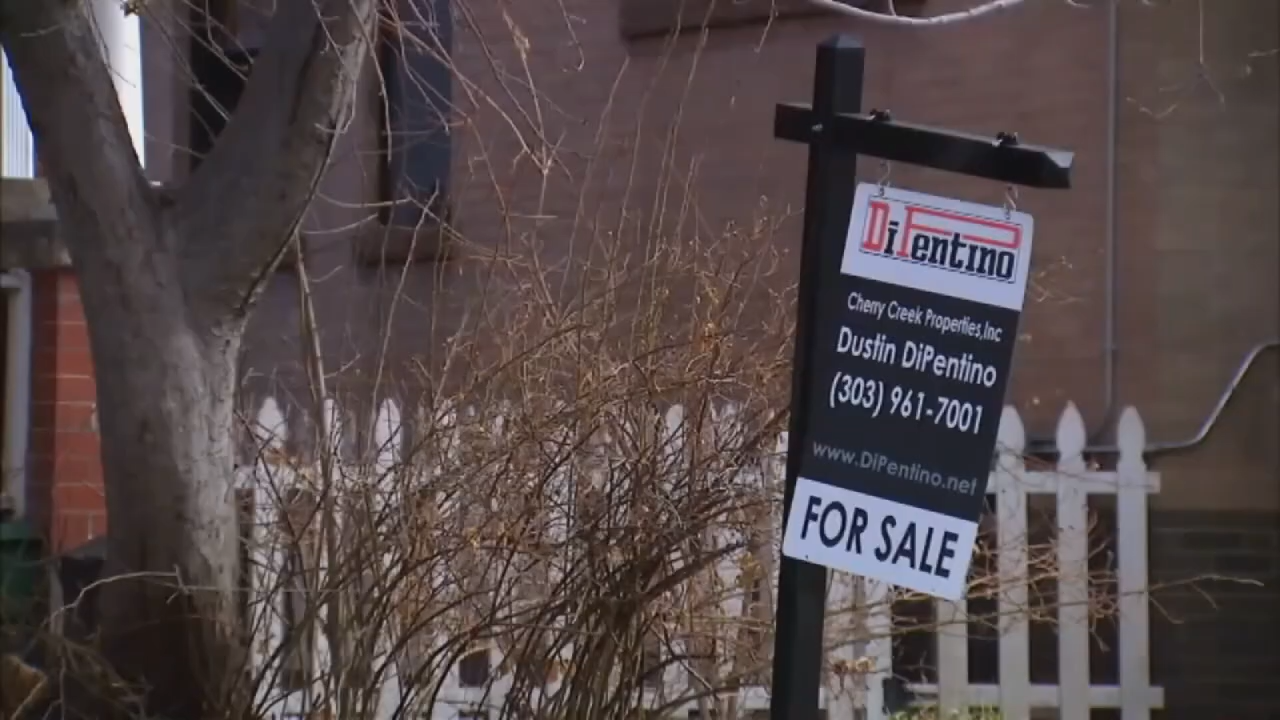 DiPentino
Cherry Creek Properties,Inc
Dustin DiPentino
(303) 961-7001
www.DiPentino.net
FOR SALE